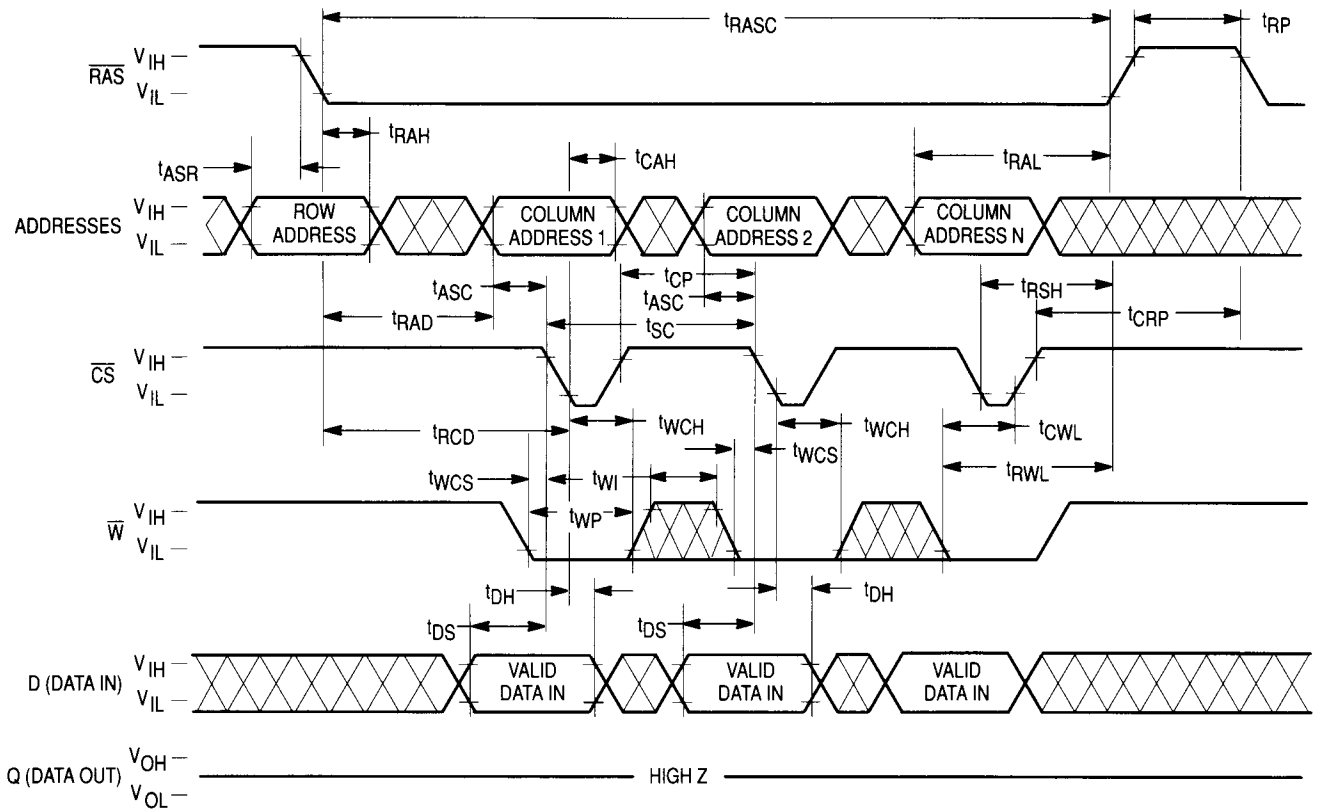 tRASC
tRP
RAS
VIH
VIL
tRAH
tASR
tCAH
tRAL
ADDRESSES
VIH
VIL
ROW
ADDRESS
COLUMN
ADDRESS 1
COLUMN
ADDRESS 2
COLUMN
ADDRESS N
tCP
tASC
tASC
tRSH
tRAD
tSC
tCRP
CS
VIH
VIL
tRCD
tWCH
tWCH
tCWL
tWCS
tWCS
tWI
tRWL
W
VIH
VIL
tWP
tDH
tDH
tDS
tDS
D (DATA IN)
VIH
VIL
VALID
DATA IN
VALID
DATA IN
VALID
DATA IN
Q (DATA OUT)
VOH
VOL
HIGH Z